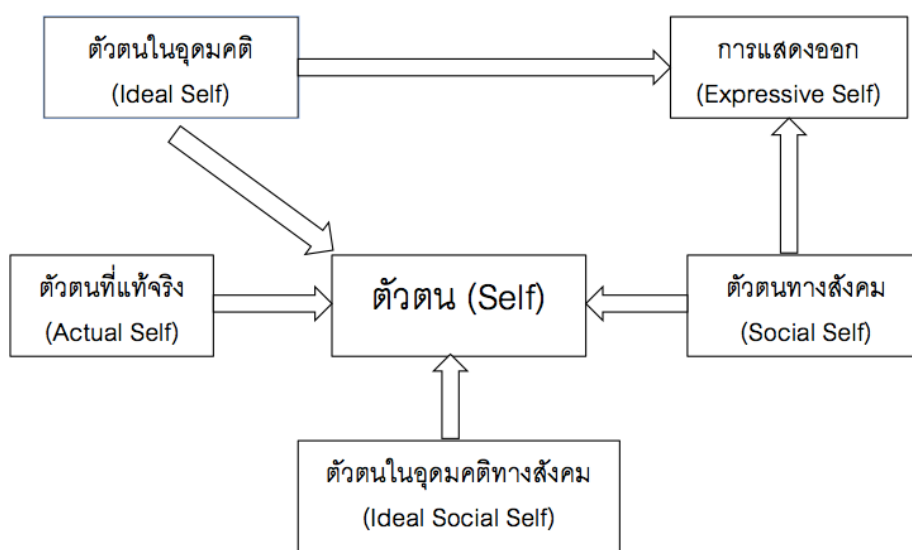 ตัวตนในอุดมคติ
(Ideal Self)
การแสดงออก
(Expressive Self)
ตัวตนที่แท้จริง
(Actual Self)
ตัวตน (Self)
ตัวตนทางสังคม
(Social Self)
ตัวตนในอุดมคติทางสังคม
(Ideal Social Self)